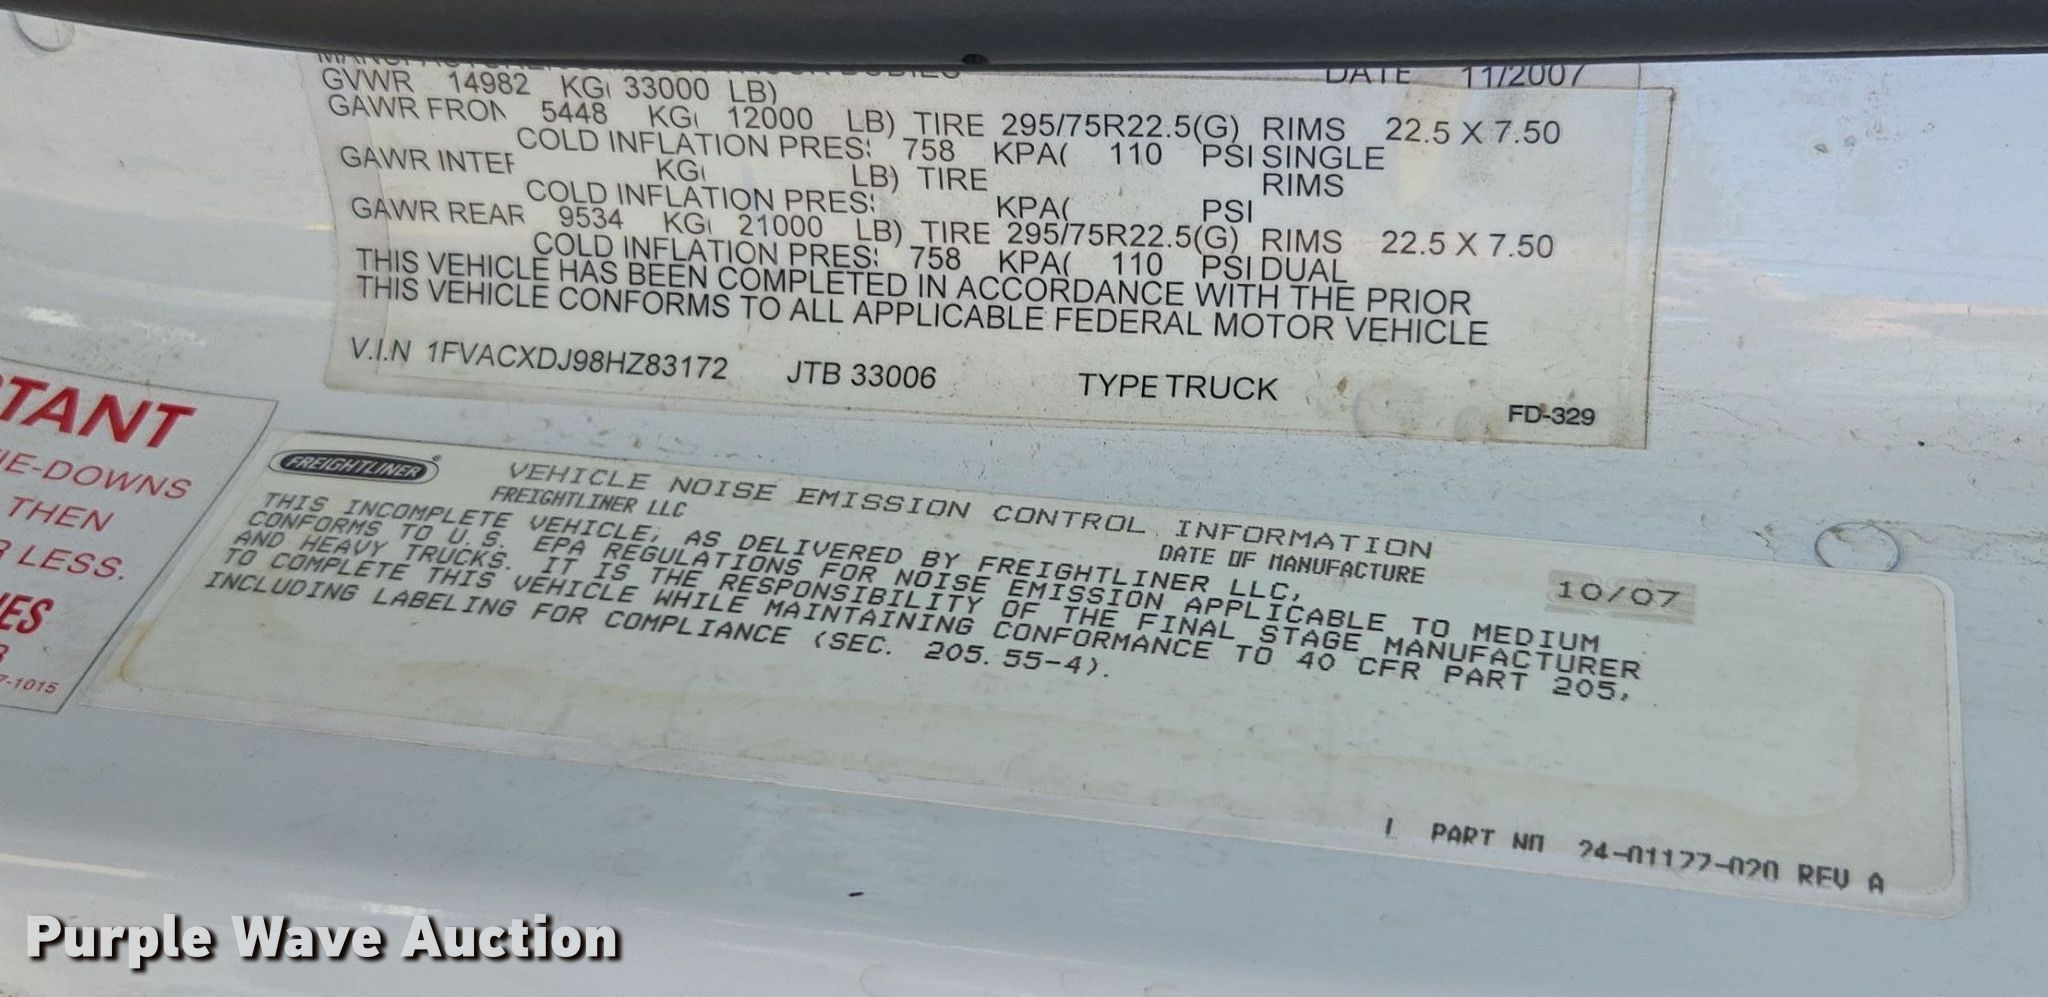 DATE 11/2007
GVWR 14982 KG( 33000 LB)
GAWR FRON 5448 KG( 12000 LB) TIRE 295/75R22.5(G) RIMS 22.5 X 7.50
COLD INFLATION PRES: 758 KPA( 110 PSI SINGLE
GAWR INTER KG( LB) TIRE RIMS
COLD INFLATION PRES: KPA( PSI
GAWR REAR 9534 KG( 21000 LB) TIRE 295/75R22.5(G) RIMS 22.5 X 7.50
COLD INFLATION PRES: 758 KPA( 110 PSI DUAL
THIS VEHICLE HAS BEEN COMPLETED IN ACCORDANCE WITH THE PRIOR
THIS VEHICLE CONFORMS TO ALL APPLICABLE FEDERAL MOTOR VEHICLE
V.I.N 1FVACXDJ98HZ83172 JTB 33006 TYPE TRUCK
FD-329
TANT
IE-DOWNS
THEN
R LESS.
IES
7-1015
FREIGHTLINER®
VEHICLE NOISE EMISSION CONTROL INFORMATION
FREIGHTLINER LLC DATE OF MANUFACTURE 10/07
THIS INCOMPLETE VEHICLE, AS DELIVERED BY FREIGHTLINER LLC,
CONFORMS TO U.S. EPA REGULATIONS FOR NOISE EMISSION APPLICABLE TO MEDIUM
AND HEAVY TRUCKS. IT IS THE RESPONSIBILITY OF THE FINAL STAGE MANUFACTURER
TO COMPLETE THIS VEHICLE WHILE MAINTAINING CONFORMANCE TO 40 CFR PART 205,
INCLUDING LABELING FOR COMPLIANCE (SEC. 205.55-4).
PART NO 24-01177-020 REV A
Purple Wave Auction